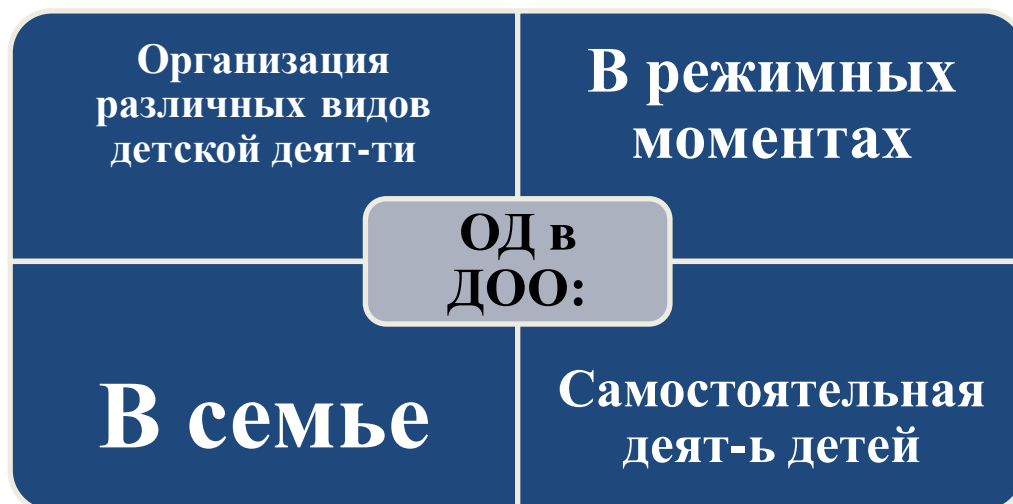 Организация
различных видов
детской деят-ти
В режимных
моментах
ОД в
ДОО:
В семье
Самостоятельная
деят-ь детей